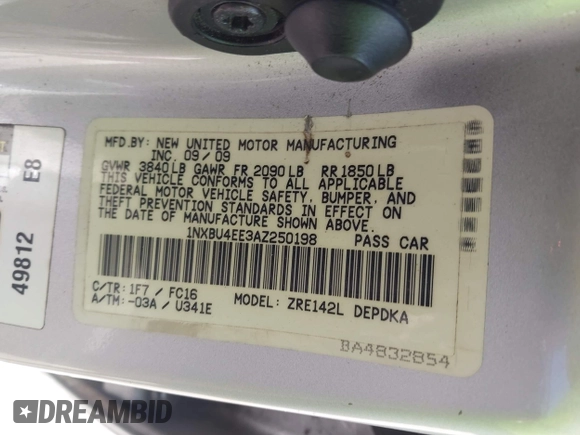 MFD.BY: NEW UNITED MOTOR MANUFACTURING
INC. 09/09
GVWR 3840LB GAWR FR 2090LB RR 1850LB
THIS VEHICLE CONFORMS TO ALL APPLICABLE
FEDERAL MOTOR VEHICLE SAFETY, BUMPER, AND
THEFT PREVENTION STANDARDS IN EFFECT ON
THE DATE OF MANUFACTURE SHOWN ABOVE.
1NXBU4EE3AZ250198 PASS CAR
C/TR: 1F7 / FC16
A/TM: -03A / U341E
MODEL: ZRE142L DEPDKA
BA4832854
49812 E8
DREAMBID